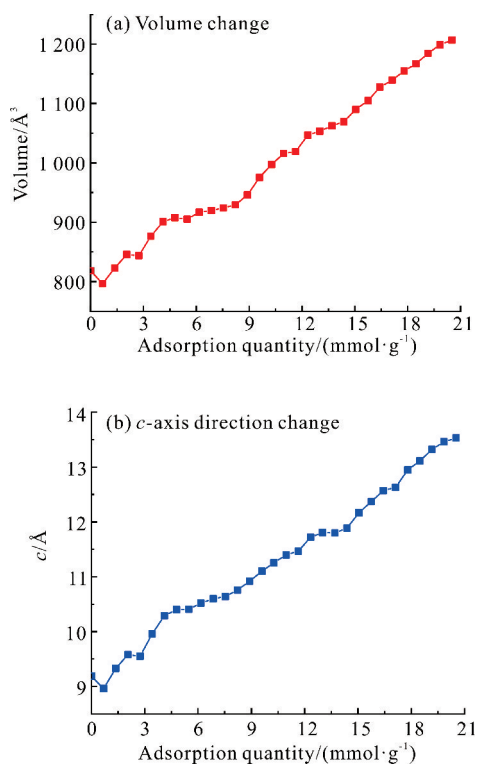 (a) Volume change
1 200
1 100
1 000
900
800
Volume/Å³
0 3 6 9 12 15 18 21
Adsorption quantity/(mmol·g⁻¹)
(b) c-axis direction change
14
13
12
11
10
9
c/Å
0 3 6 9 12 15 18 21
Adsorption quantity/(mmol·g⁻¹)